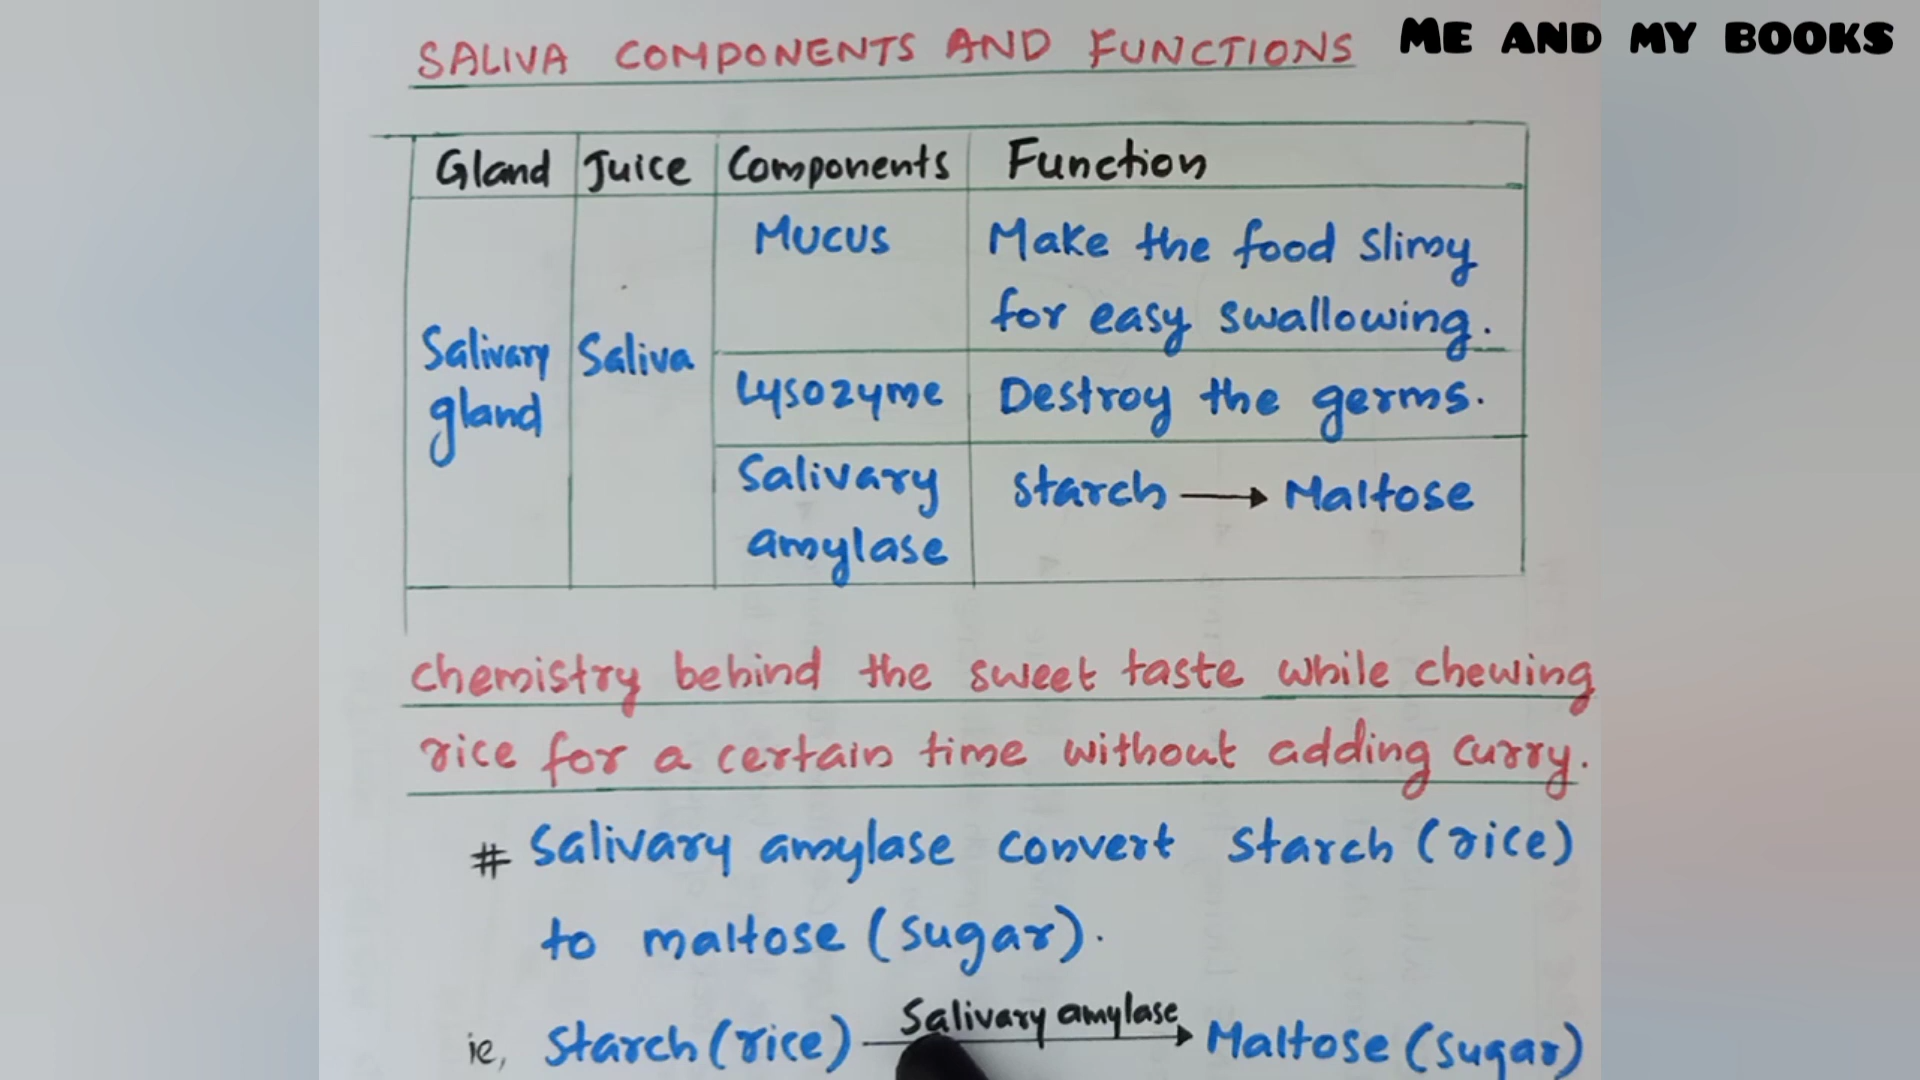 SALIVA COMPONENTS AND FUNCTIONS
ME AND MY BOOKS
Gland Juice Components Function
Mucus Make the food slimy
for easy swallowing.
Salivary Saliva
gland
Lysozyme Destroy the germs.
Salivary starch → Maltose
amylase
chemistry behind the sweet taste while chewing
rice for a certain time without adding curry.
# Salivary amylase convert starch (rice)
to maltose (sugar).
ie, starch (rice) Salivary amylase → Maltose (sugar)